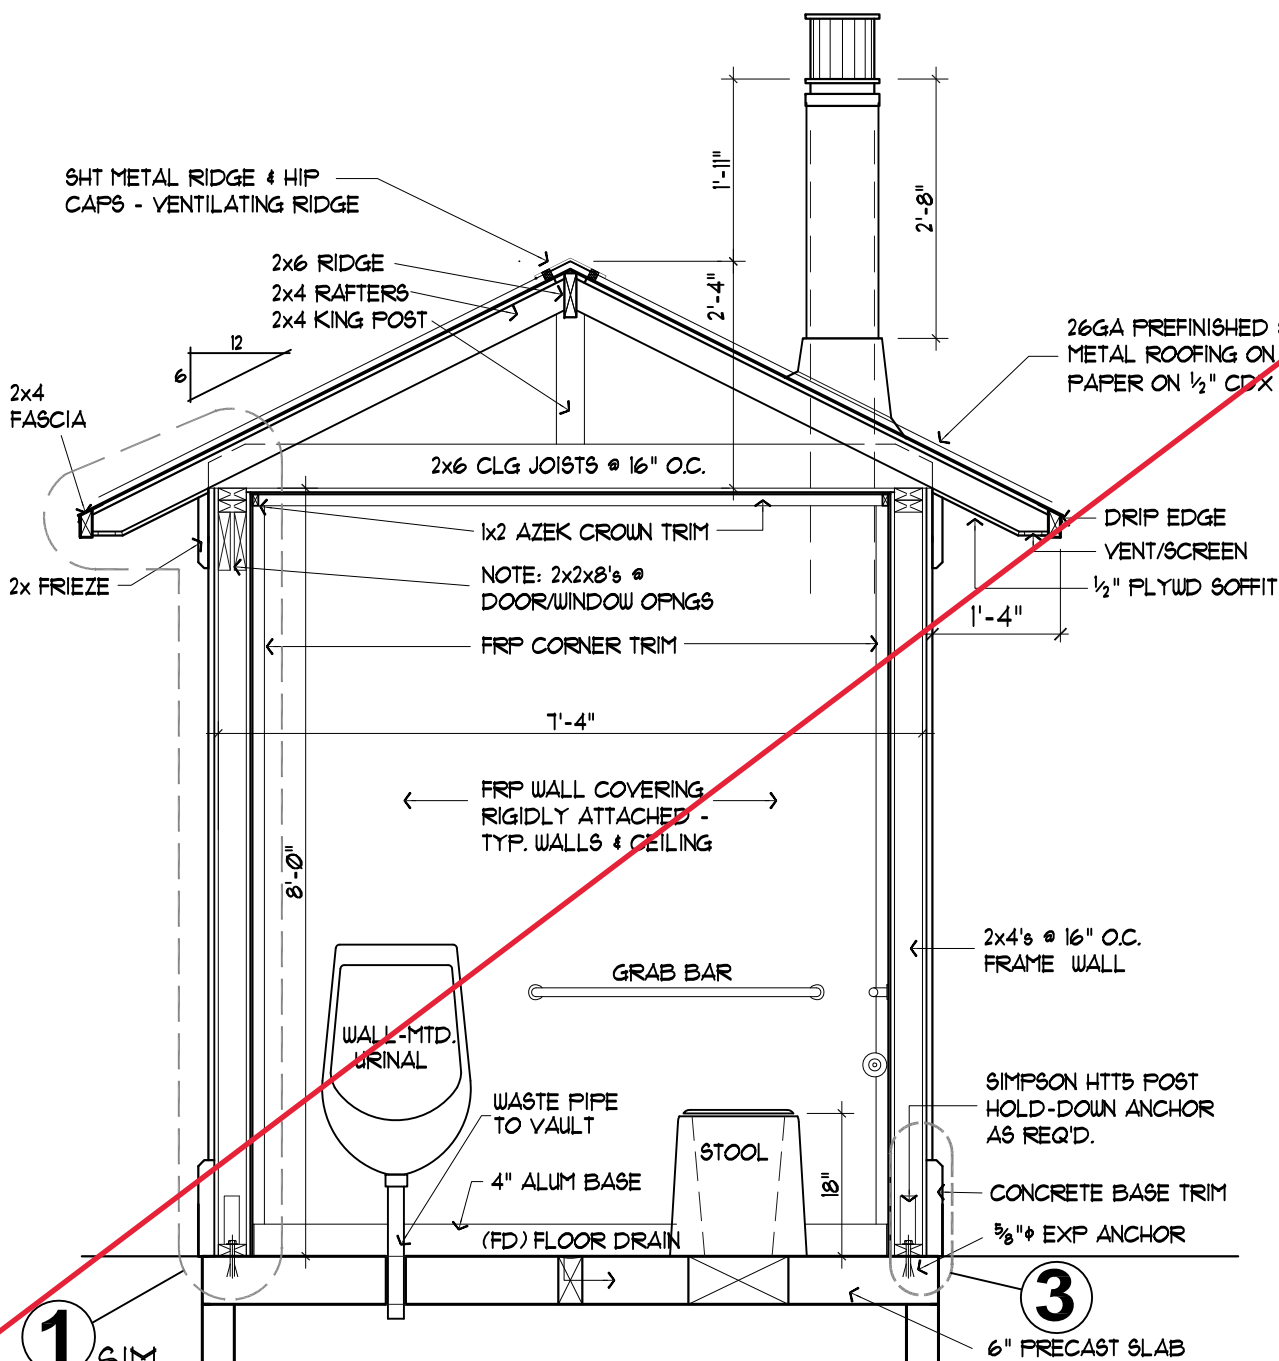 1'-11"
2'-8"
SHT METAL RIDGE & HIP
CAPS - VENTILATING RIDGE
2x6 RIDGE
2x4 RAFTERS
2x4 KING POST
2'-4"
12
6
26GA PREFINISHED
METAL ROOFING ON
PAPER ON 1/2" CDX
2x4
FASCIA
2x6 CLG JOISTS @ 16" O.C.
1x2 AZEK CROWN TRIM
DRIP EDGE
VENT/SCREEN
1/2" PLYWD SOFFIT
2x FRIEZE
NOTE: 2x2x8's @
DOOR/WINDOW OPNGS
1'-4"
FRP CORNER TRIM
7'-4"
FRP WALL COVERING
RIGIDLY ATTACHED -
TYP. WALLS & CEILING
8'-0"
2x4's @ 16" O.C.
FRAME WALL
GRAB BAR
WALL-MTD.
URINAL
WASTE PIPE
TO VAULT
SIMPSON HTT5 POST
HOLD-DOWN ANCHOR
AS REQ'D.
STOOL
18"
4" ALUM BASE
CONCRETE BASE TRIM
(FD) FLOOR DRAIN
5/8"ϕ EXP ANCHOR
1
SIM
3
6" PRECAST SLAB